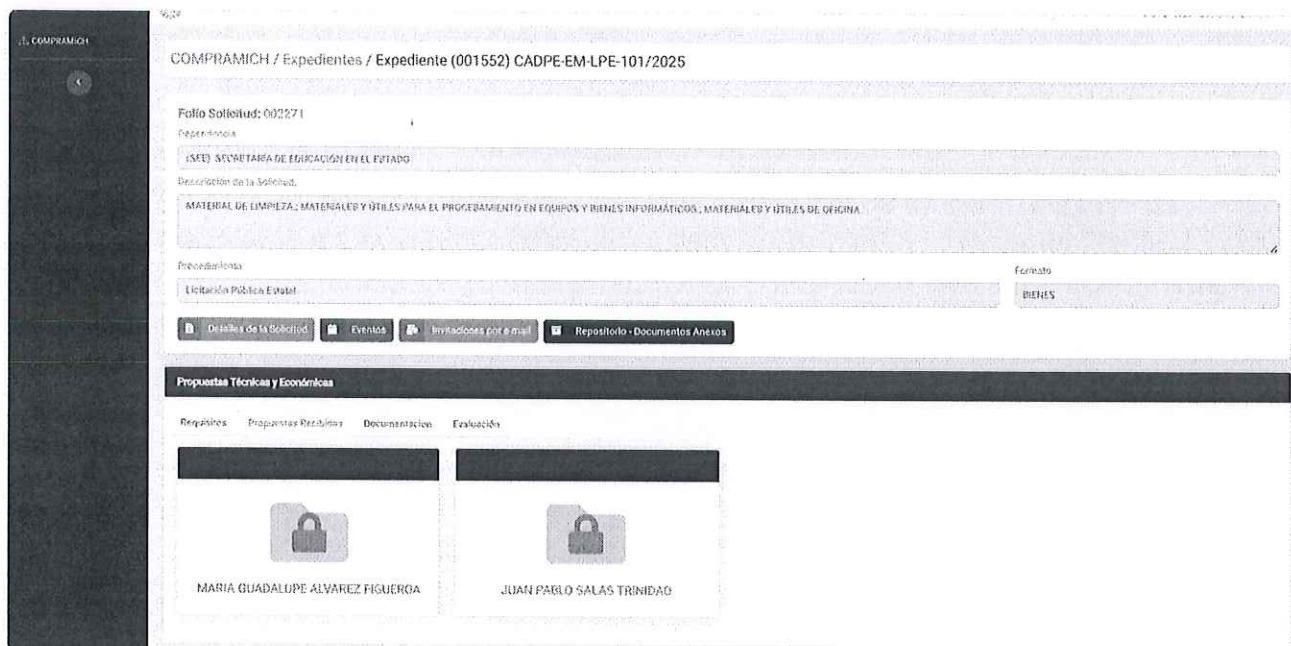 COMPRAMICH
COMPRAMICH / Expedientes / Expediente (001552) CADPE-EM-LPE-101/2025
Folio Solicitud: 002271
Dependencia
(SEE) SECRETARÍA DE EDUCACIÓN EN EL ESTADO
Descripción de la Solicitud.
MATERIAL DE LIMPIEZA.; MATERIALES Y ÚTILES PARA EL PROCESAMIENTO EN EQUIPOS Y BIENES INFORMÁTICOS.; MATERIALES Y ÚTILES DE OFICINA.
Procedimiento Formato
Licitación Pública Estatal BIENES
Detalles de la Solicitud Eventos Invitaciones por e-mail Repositorio - Documentos Anexos
Propuestas Técnicas y Económicas
Requisitos Propuestas Recibidas Documentacion Evaluación
MARIA GUADALUPE ALVAREZ FIGUEROA JUAN PABLO SALAS TRINIDAD